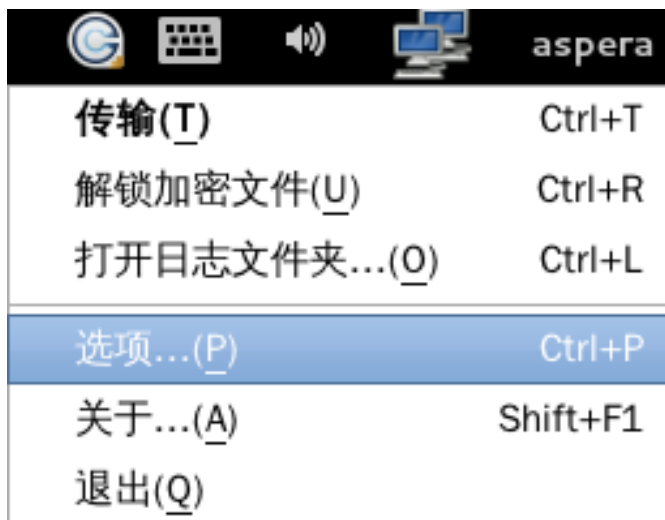 aspera
传输(T) Ctrl+T
解锁加密文件(U) Ctrl+R
打开日志文件夹...(O) Ctrl+L
选项...(P) Ctrl+P
关于...(A) Shift+F1
退出(Q)